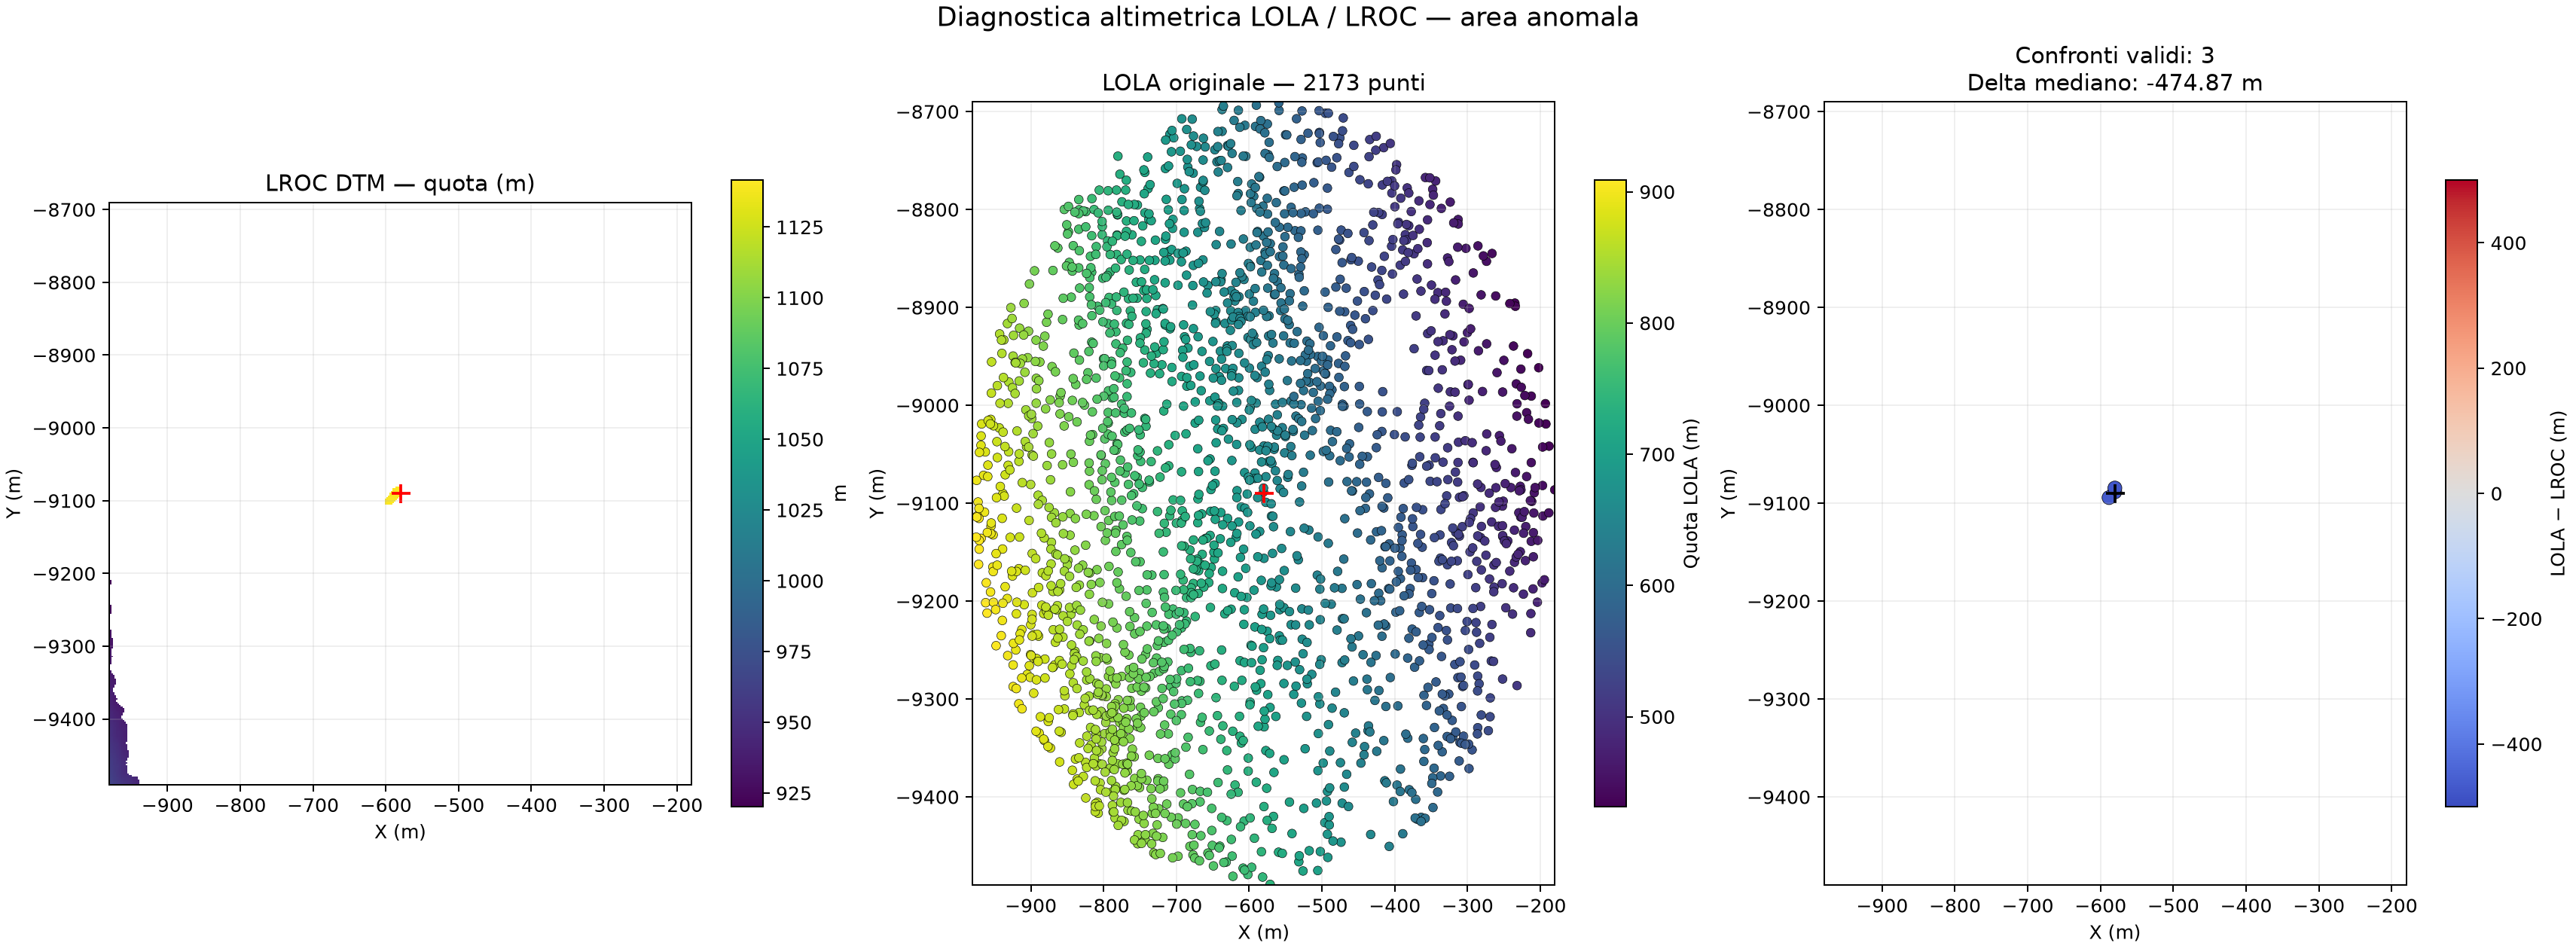 Diagnostica altimetrica LOLA / LROC — area anomala
LROC DTM — quota (m)
−8700
−8800
−8900
−9000
−9100
−9200
−9300
−9400
Y (m)
−900 −800 −700 −600 −500 −400 −300 −200
X (m)
1125
1100
1075
1050
1025
1000
975
950
925
m
LOLA originale — 2173 punti
−8700
−8800
−8900
−9000
−9100
−9200
−9300
−9400
Y (m)
−900 −800 −700 −600 −500 −400 −300 −200
X (m)
900
800
700
600
500
Quota LOLA (m)
Confronti validi: 3
Delta mediano: -474.87 m
−8700
−8800
−8900
−9000
−9100
−9200
−9300
−9400
Y (m)
−900 −800 −700 −600 −500 −400 −300 −200
X (m)
400
200
0
−200
−400
LOLA − LROC (m)